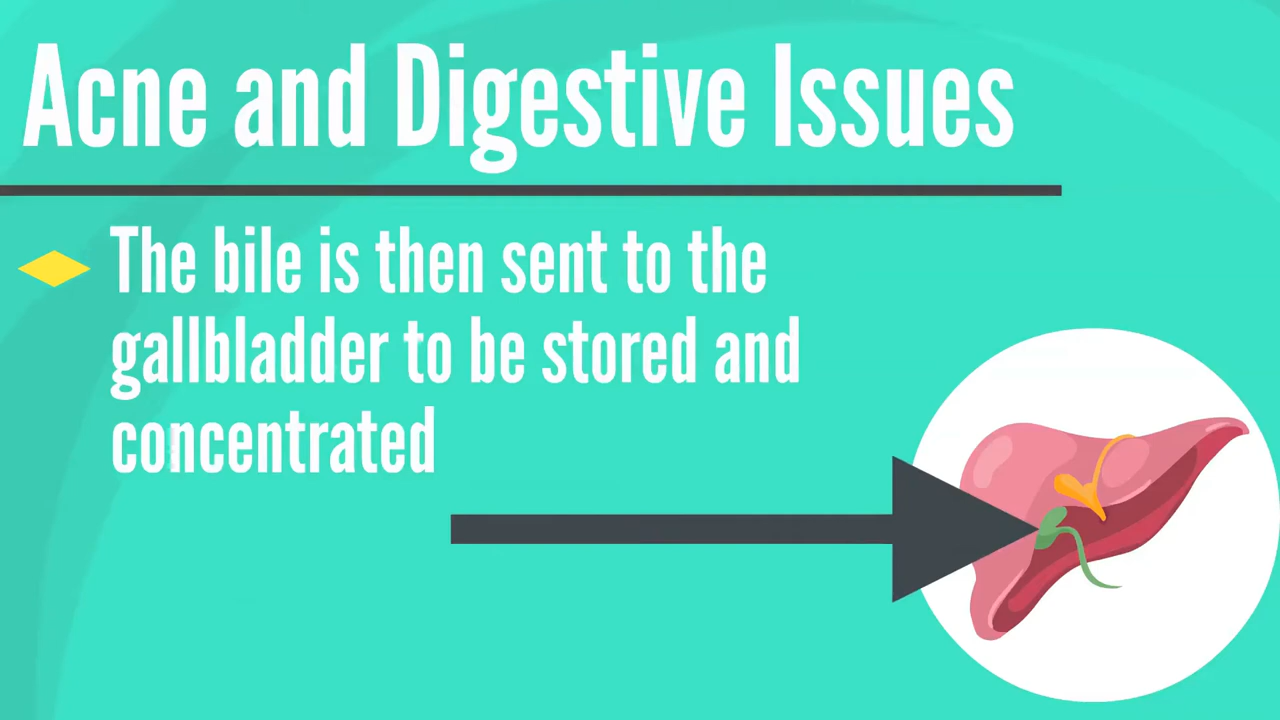 Acne and Digestive Issues
The bile is then sent to the
gallbladder to be stored and
concentrated